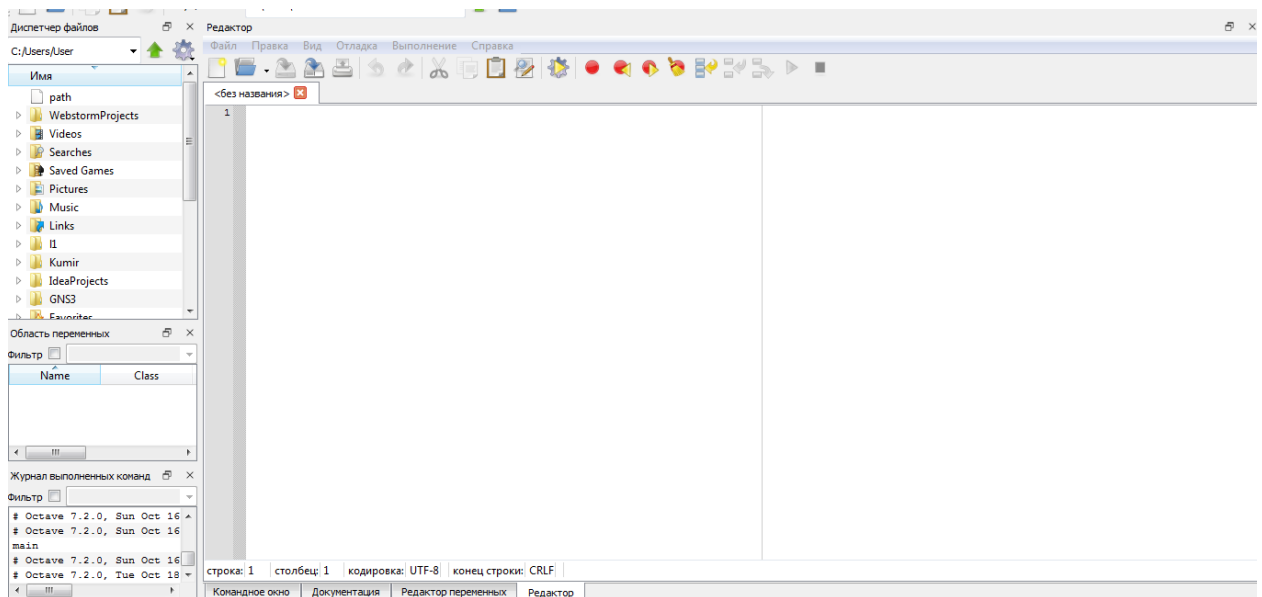 Диспетчер файлов
C:/Users/User
Имя
path
WebstormProjects
Videos
Searches
Saved Games
Pictures
Music
Links
l1
Kumir
IdeaProjects
GNS3
Favorites
Область переменных
Фильтр
Name Class
Журнал выполненных команд
Фильтр
# Octave 7.2.0, Sun Oct 16
# Octave 7.2.0, Sun Oct 16
main
# Octave 7.2.0, Sun Oct 16
# Octave 7.2.0, Tue Oct 18
Редактор
Файл Правка Вид Отладка Выполнение Справка
<без названия>
1
строка: 1 столбец: 1 кодировка: UTF-8 конец строки: CRLF
Командное окно Документация Редактор переменных Редактор